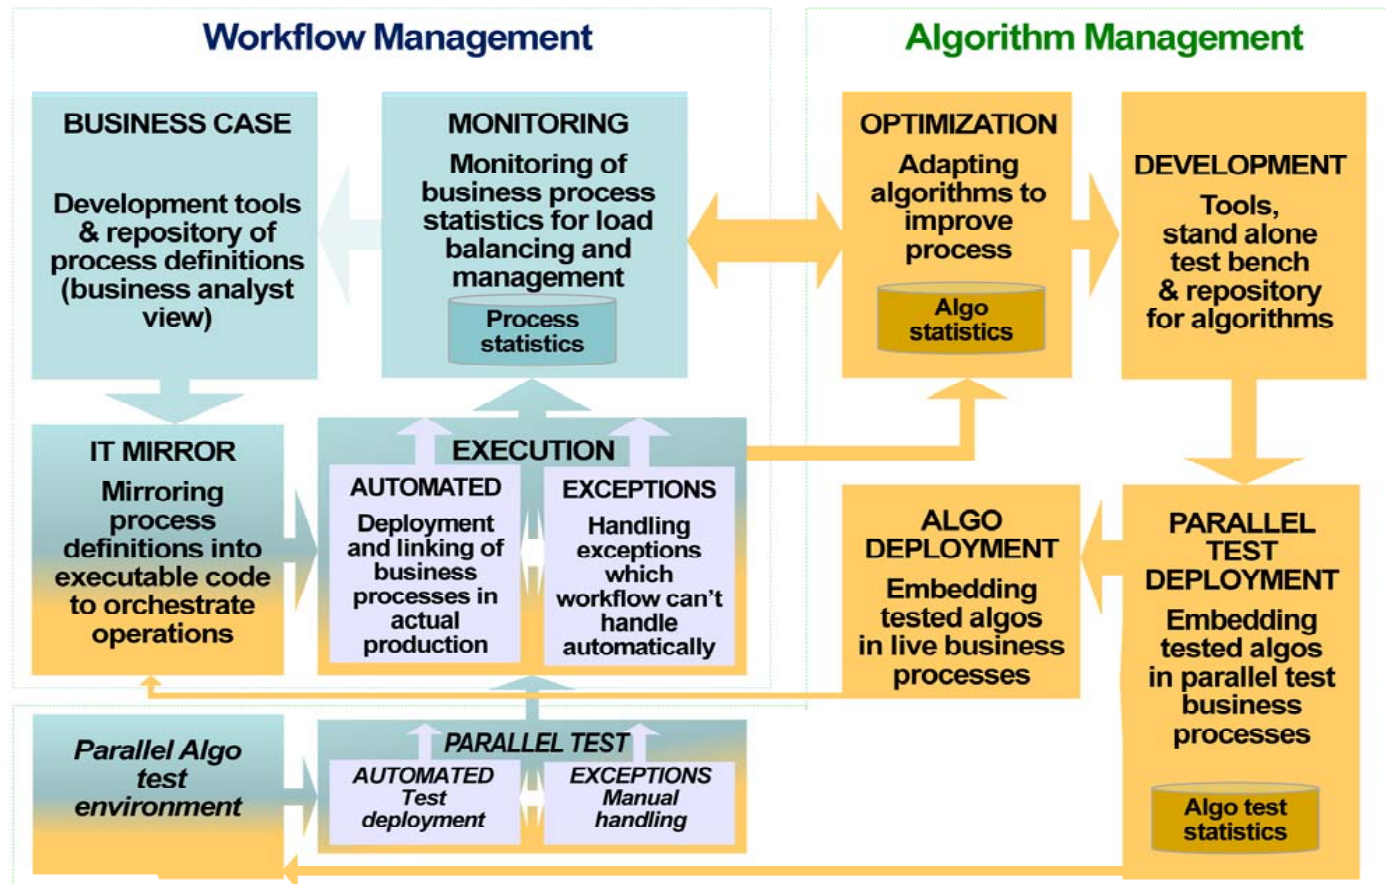 Workflow Management
Algorithm Management
BUSINESS CASE
Development tools
& repository of
process definitions
(business analyst
view)
MONITORING
Monitoring of
business process
statistics for load
balancing and
management
Process
statistics
OPTIMIZATION
Adapting
algorithms to
improve
process
Algo
statistics
DEVELOPMENT
Tools,
stand alone
test bench
& repository
for algorithms
IT MIRROR
Mirroring
process
definitions into
executable code
to orchestrate
operations
EXECUTION
AUTOMATED
Deployment
and linking of
business
processes in
actual
production
EXCEPTIONS
Handling
exceptions
which
workflow can't
handle
automatically
ALGO
DEPLOYMENT
Embedding
tested algos
in live business
processes
PARALLEL
TEST
DEPLOYMENT
Embedding
tested algos
in parallel test
business
processes
Algo test
statistics
Parallel Algo
test
environment
PARALLEL TEST
AUTOMATED
Test
deployment
EXCEPTIONS
Manual
handling